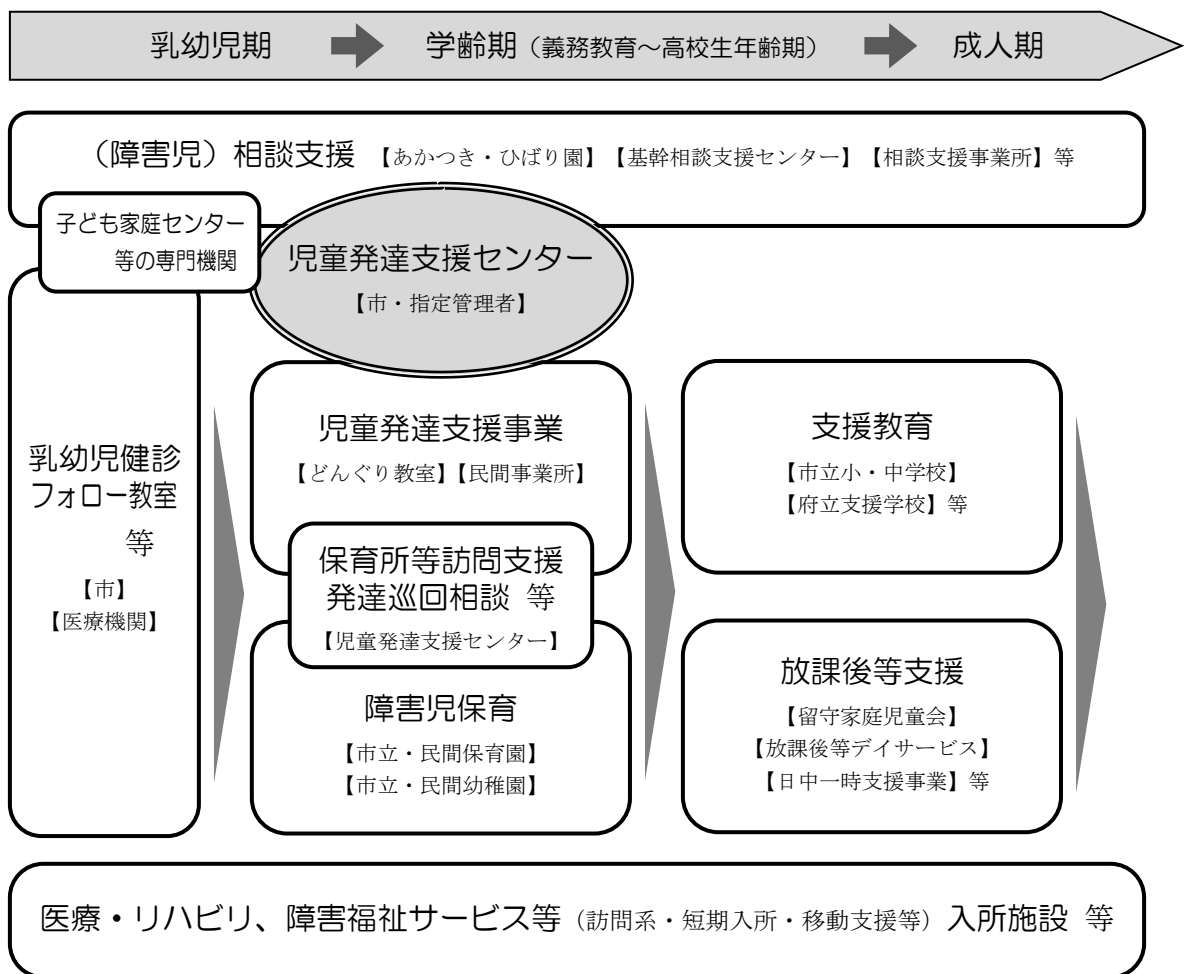 乳幼児期 学齢期（義務教育～高校生年齢期） 成人期
（障害児）相談支援 【あかつき・ひばり園】【基幹相談支援センター】【相談支援事業所】等
子ども家庭センター
等の専門機関
児童発達支援センター
【市・指定管理者】
乳幼児健診
フォロー教室
等
【市】
【医療機関】
児童発達支援事業
【どんぐり教室】【民間事業所】
保育所等訪問支援
発達巡回相談 等
【児童発達支援センター】
障害児保育
【市立・民間保育園】
【市立・民間幼稚園】
支援教育
【市立小・中学校】
【府立支援学校】等
放課後等支援
【留守家庭児童会】
【放課後等デイサービス】
【日中一時支援事業】等
医療・リハビリ、障害福祉サービス等（訪問系・短期入所・移動支援等）入所施設 等